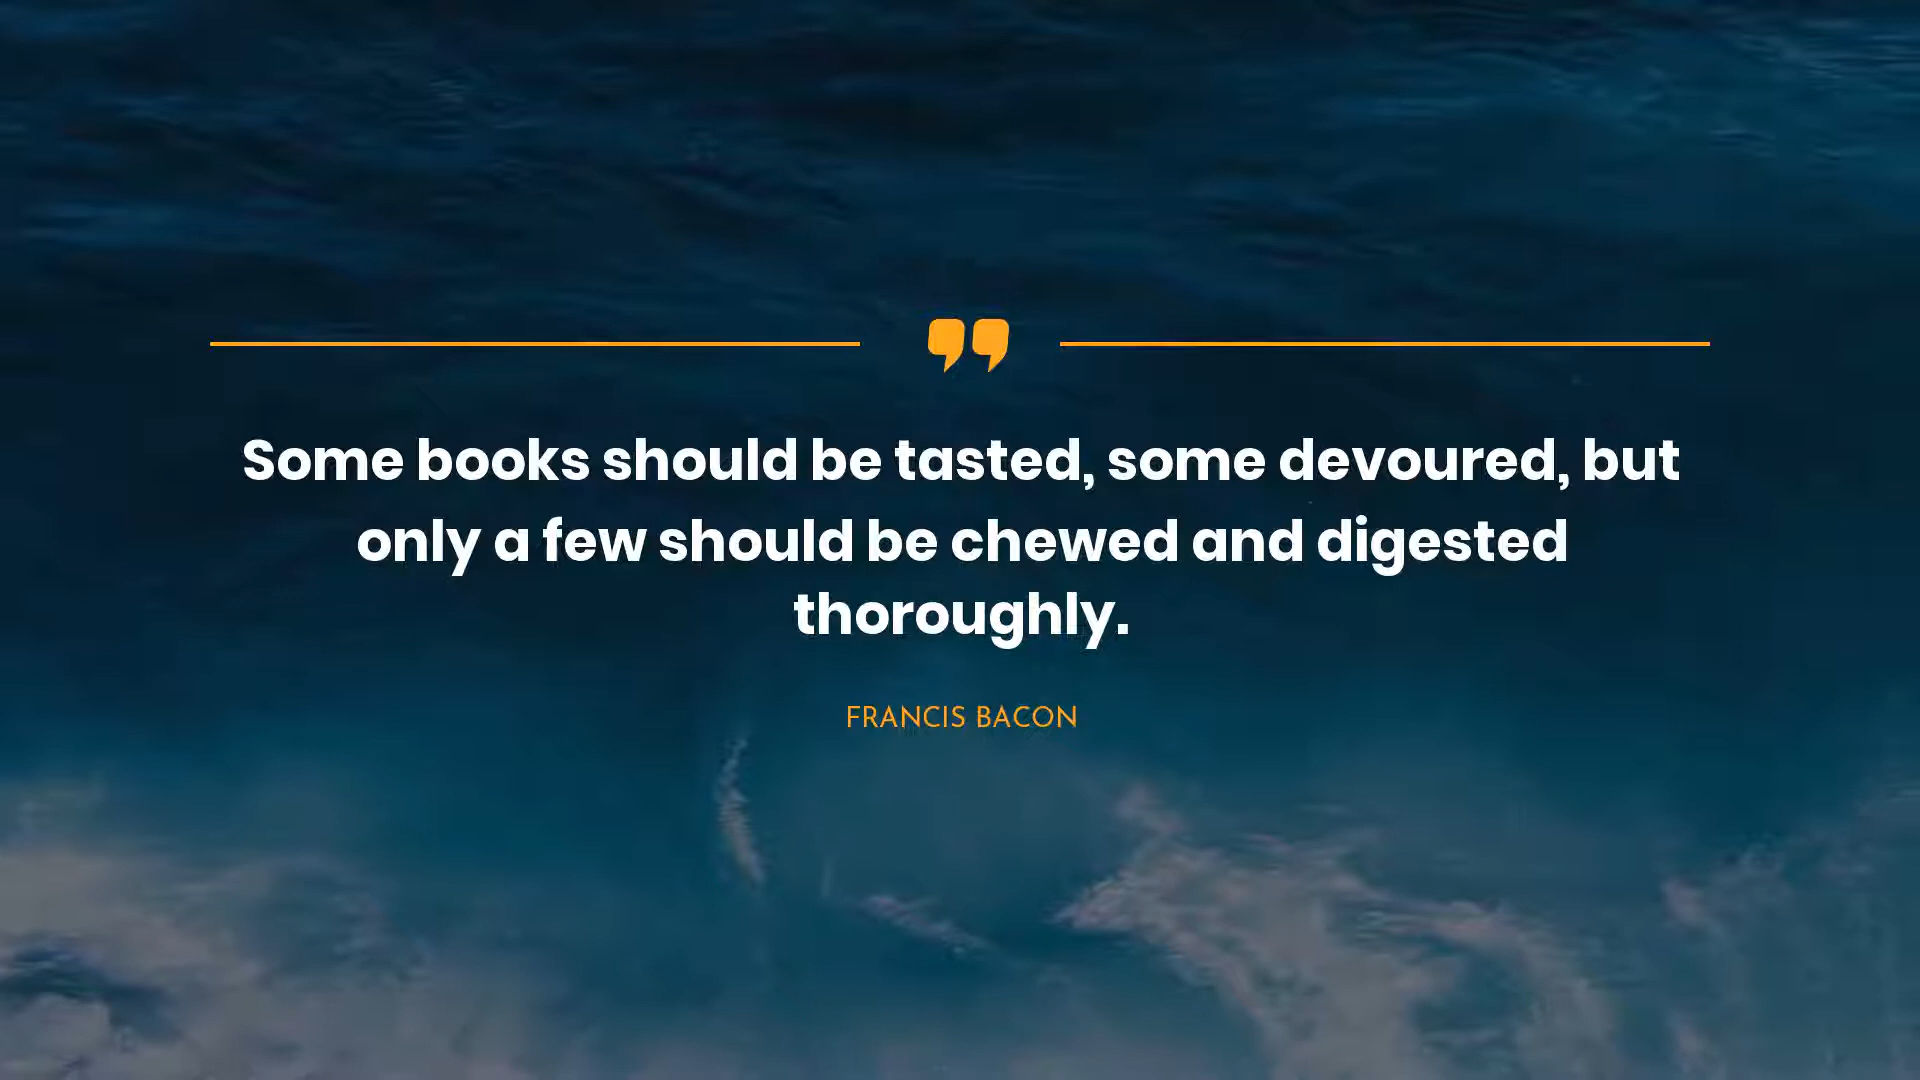 Some books should be tasted, some devoured, but
only a few should be chewed and digested
thoroughly.
FRANCIS BACON